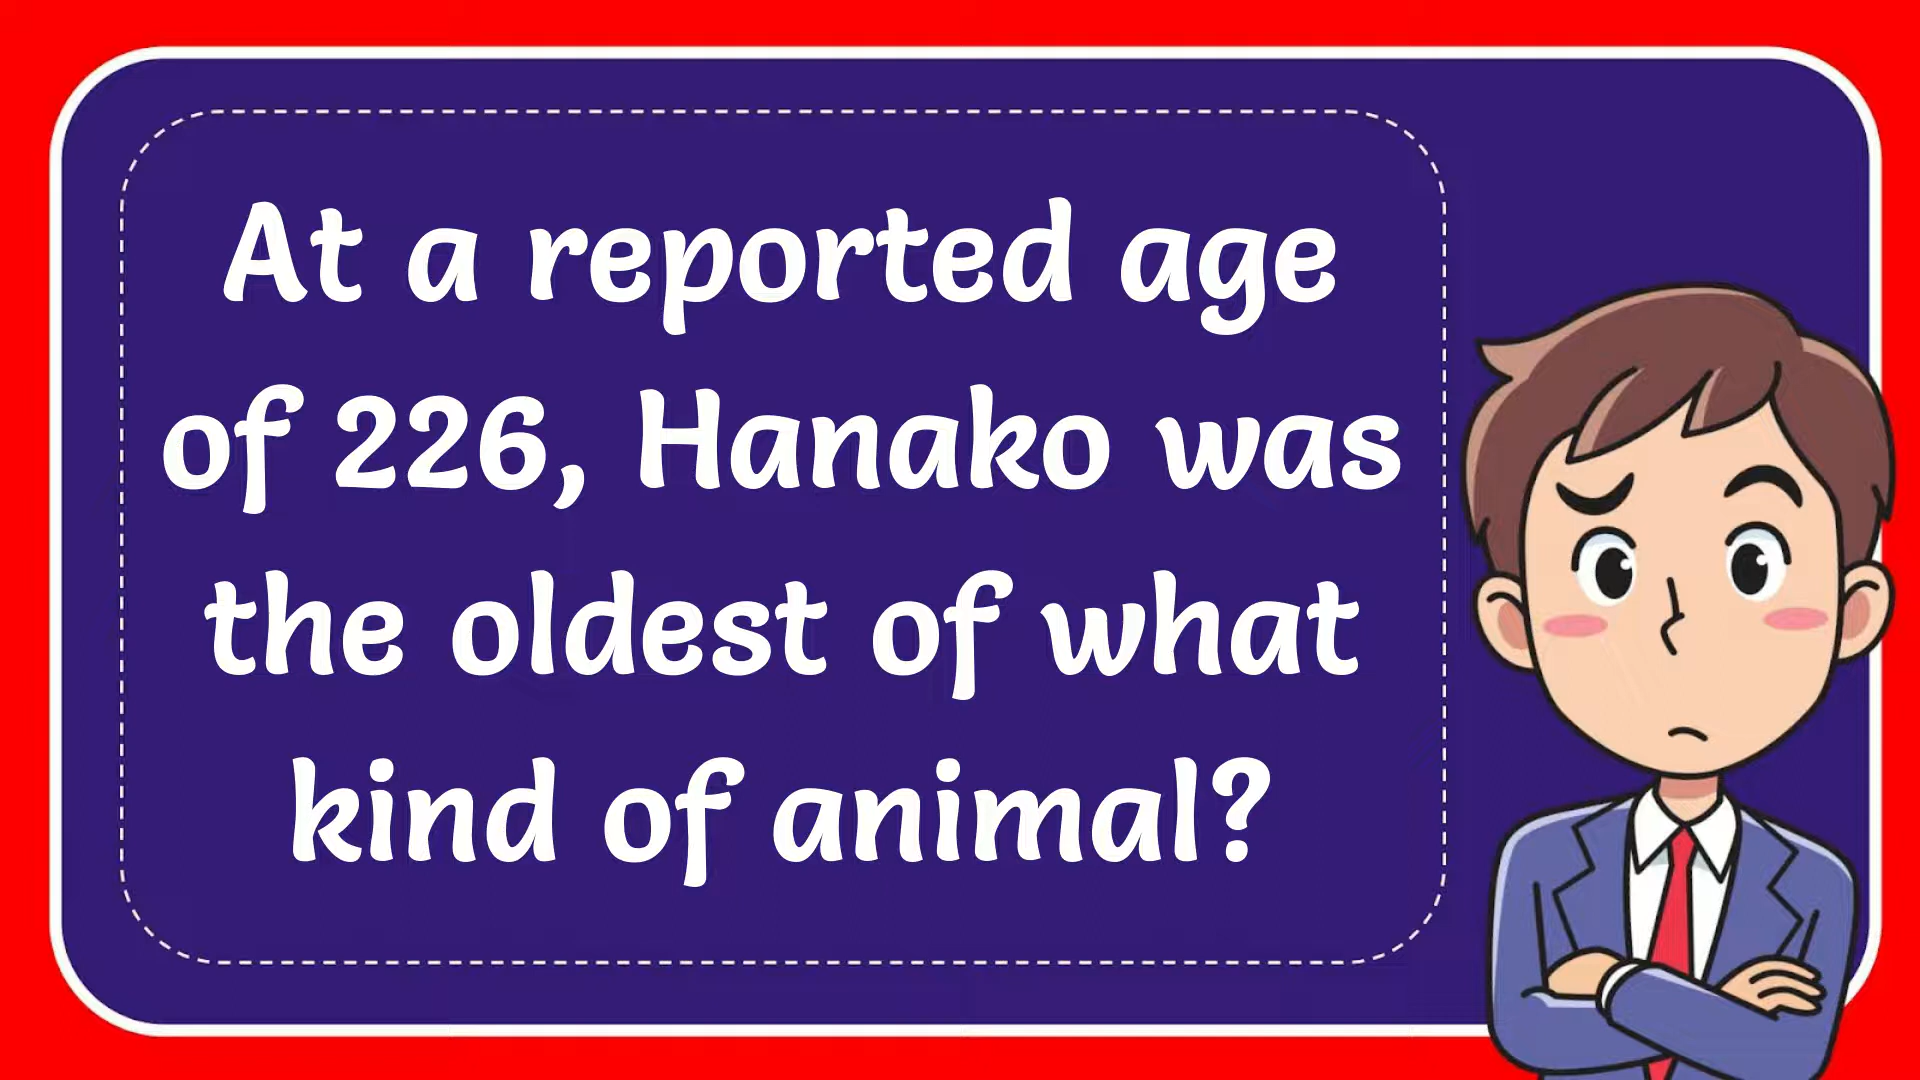 At a reported age
of 226, Hanako was
the oldest of what
kind of animal?